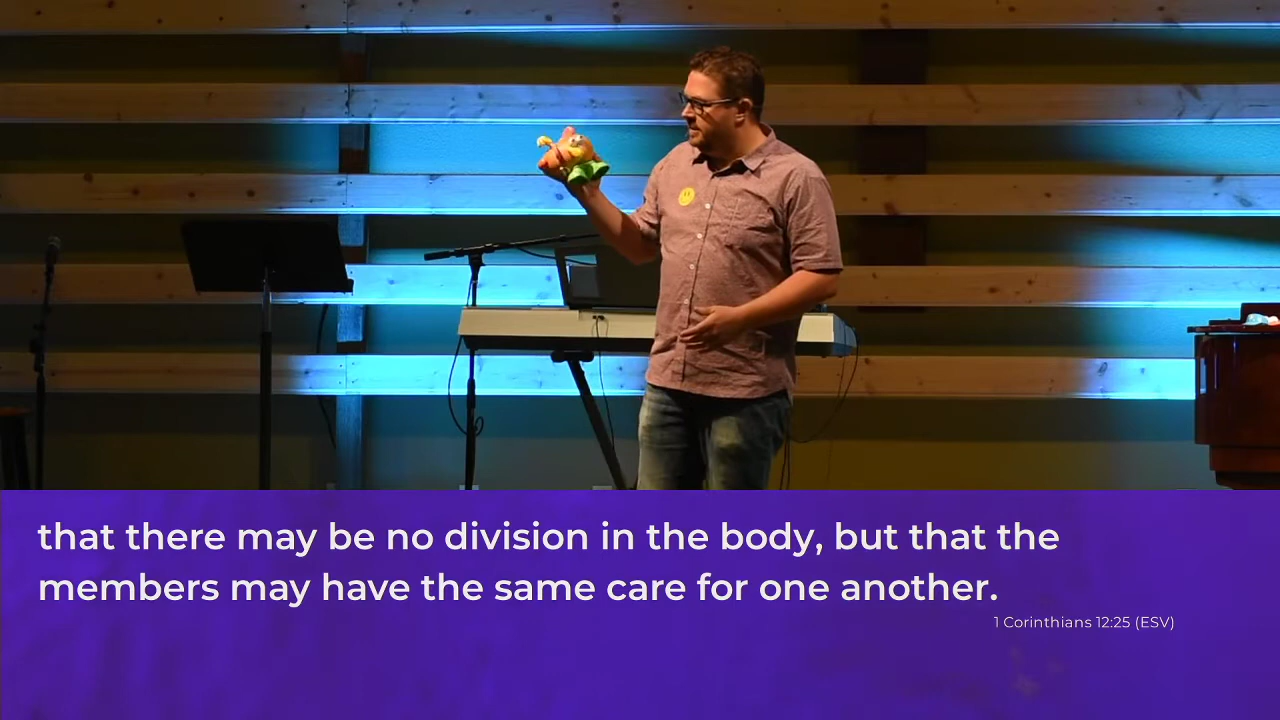 that there may be no division in the body, but that the
members may have the same care for one another.
1 Corinthians 12:25 (ESV)